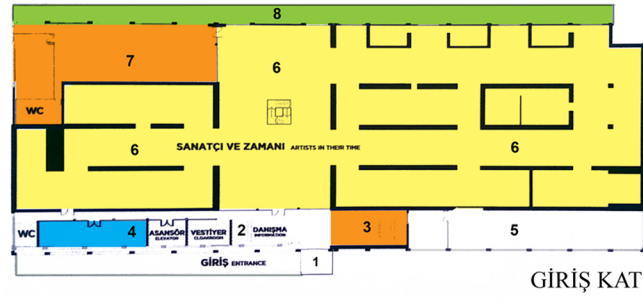 8
7
6
WC
6
SANATÇI VE ZAMANI ARTISTS IN THEIR TIME
6
WC
4
ASANSÖR
ELEVATOR
VESTİYER
CLOAKROOM
2
DANIŞMA
INFORMATION
3
5
GİRİŞ ENTRANCE
1
GİRİŞ KAT